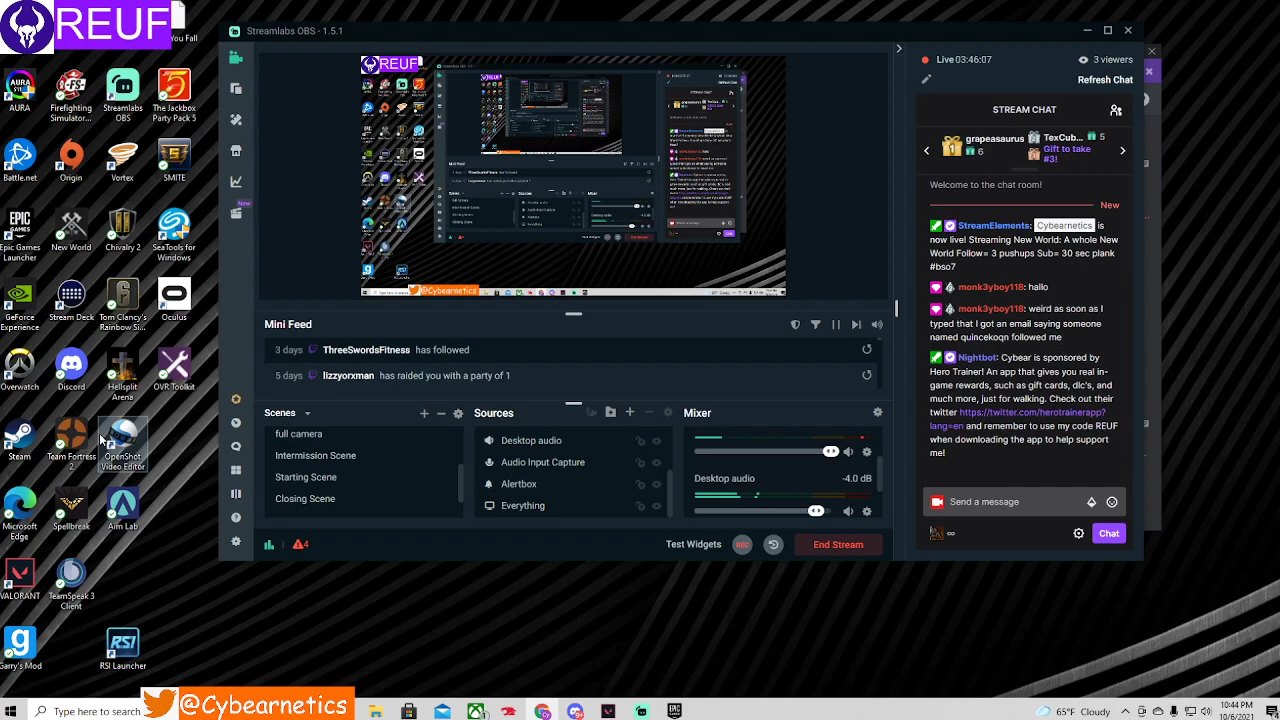 REUF
You Fall
AURA
Firefighting
Simulator...
Streamlabs
OBS
The Jackbox
Party Pack 5
Battle.net
Origin
Vortex
SMITE
Epic Games
Launcher
New World
Chivalry 2
SeaTools for
Windows
GeForce
Experience
Stream Deck
Tom
Clancy's
Rainbow Si...
Oculus
Overwatch
Discord
Hellsplit
Arena
OVR Toolkit
Steam
Team Fortress
2
OpenShot
Video Editor
Microsoft
Edge
Spellbreak
Aim Lab
VALORANT
TeamSpeak 3
Client
Garry's Mod
RSI Launcher
Streamlabs OBS - 1.5.1
New
Mini Feed
3 days ThreeSwordsFitness has followed
5 days lizzyorxman has raided you with a party of 1
Scenes
full camera
Intermission Scene
Starting Scene
Closing Scene
Sources
Desktop audio
Audio Input Capture
Alertbox
Everything
Mixer
Desktop audio -4.0 dB
4
Test Widgets REC End Stream
Live 03:46:07 3 viewers
Refresh Chat
STREAM CHAT
grapeasaurus
6
TexCub... 5
Gift to take
#3!
Welcome to the chat room!
New
StreamElements: Cybearnetics is
now live! Streaming New World: A whole New
World Follow= 3 pushups Sub= 30 sec plank
#bso7
monk3yboy118: hallo
monk3yboy118: weird as soon as I
typed that I got an email saying someone
named quincekoqn followed me
Nightbot: Cybear is sponsored by
Hero Trainer! An app that gives you real in-
game rewards, such as gift cards, dlc's, and
much more, just for walking. Check out their
twitter https://twitter.com/herotrainerapp?
lang=en and remember to use my code REUF
when downloading the app to help support
me!
Send a message
∞
Chat
Type here to search
@Cybearnetics
65°F Cloudy
10:44 PM
10/6/2021